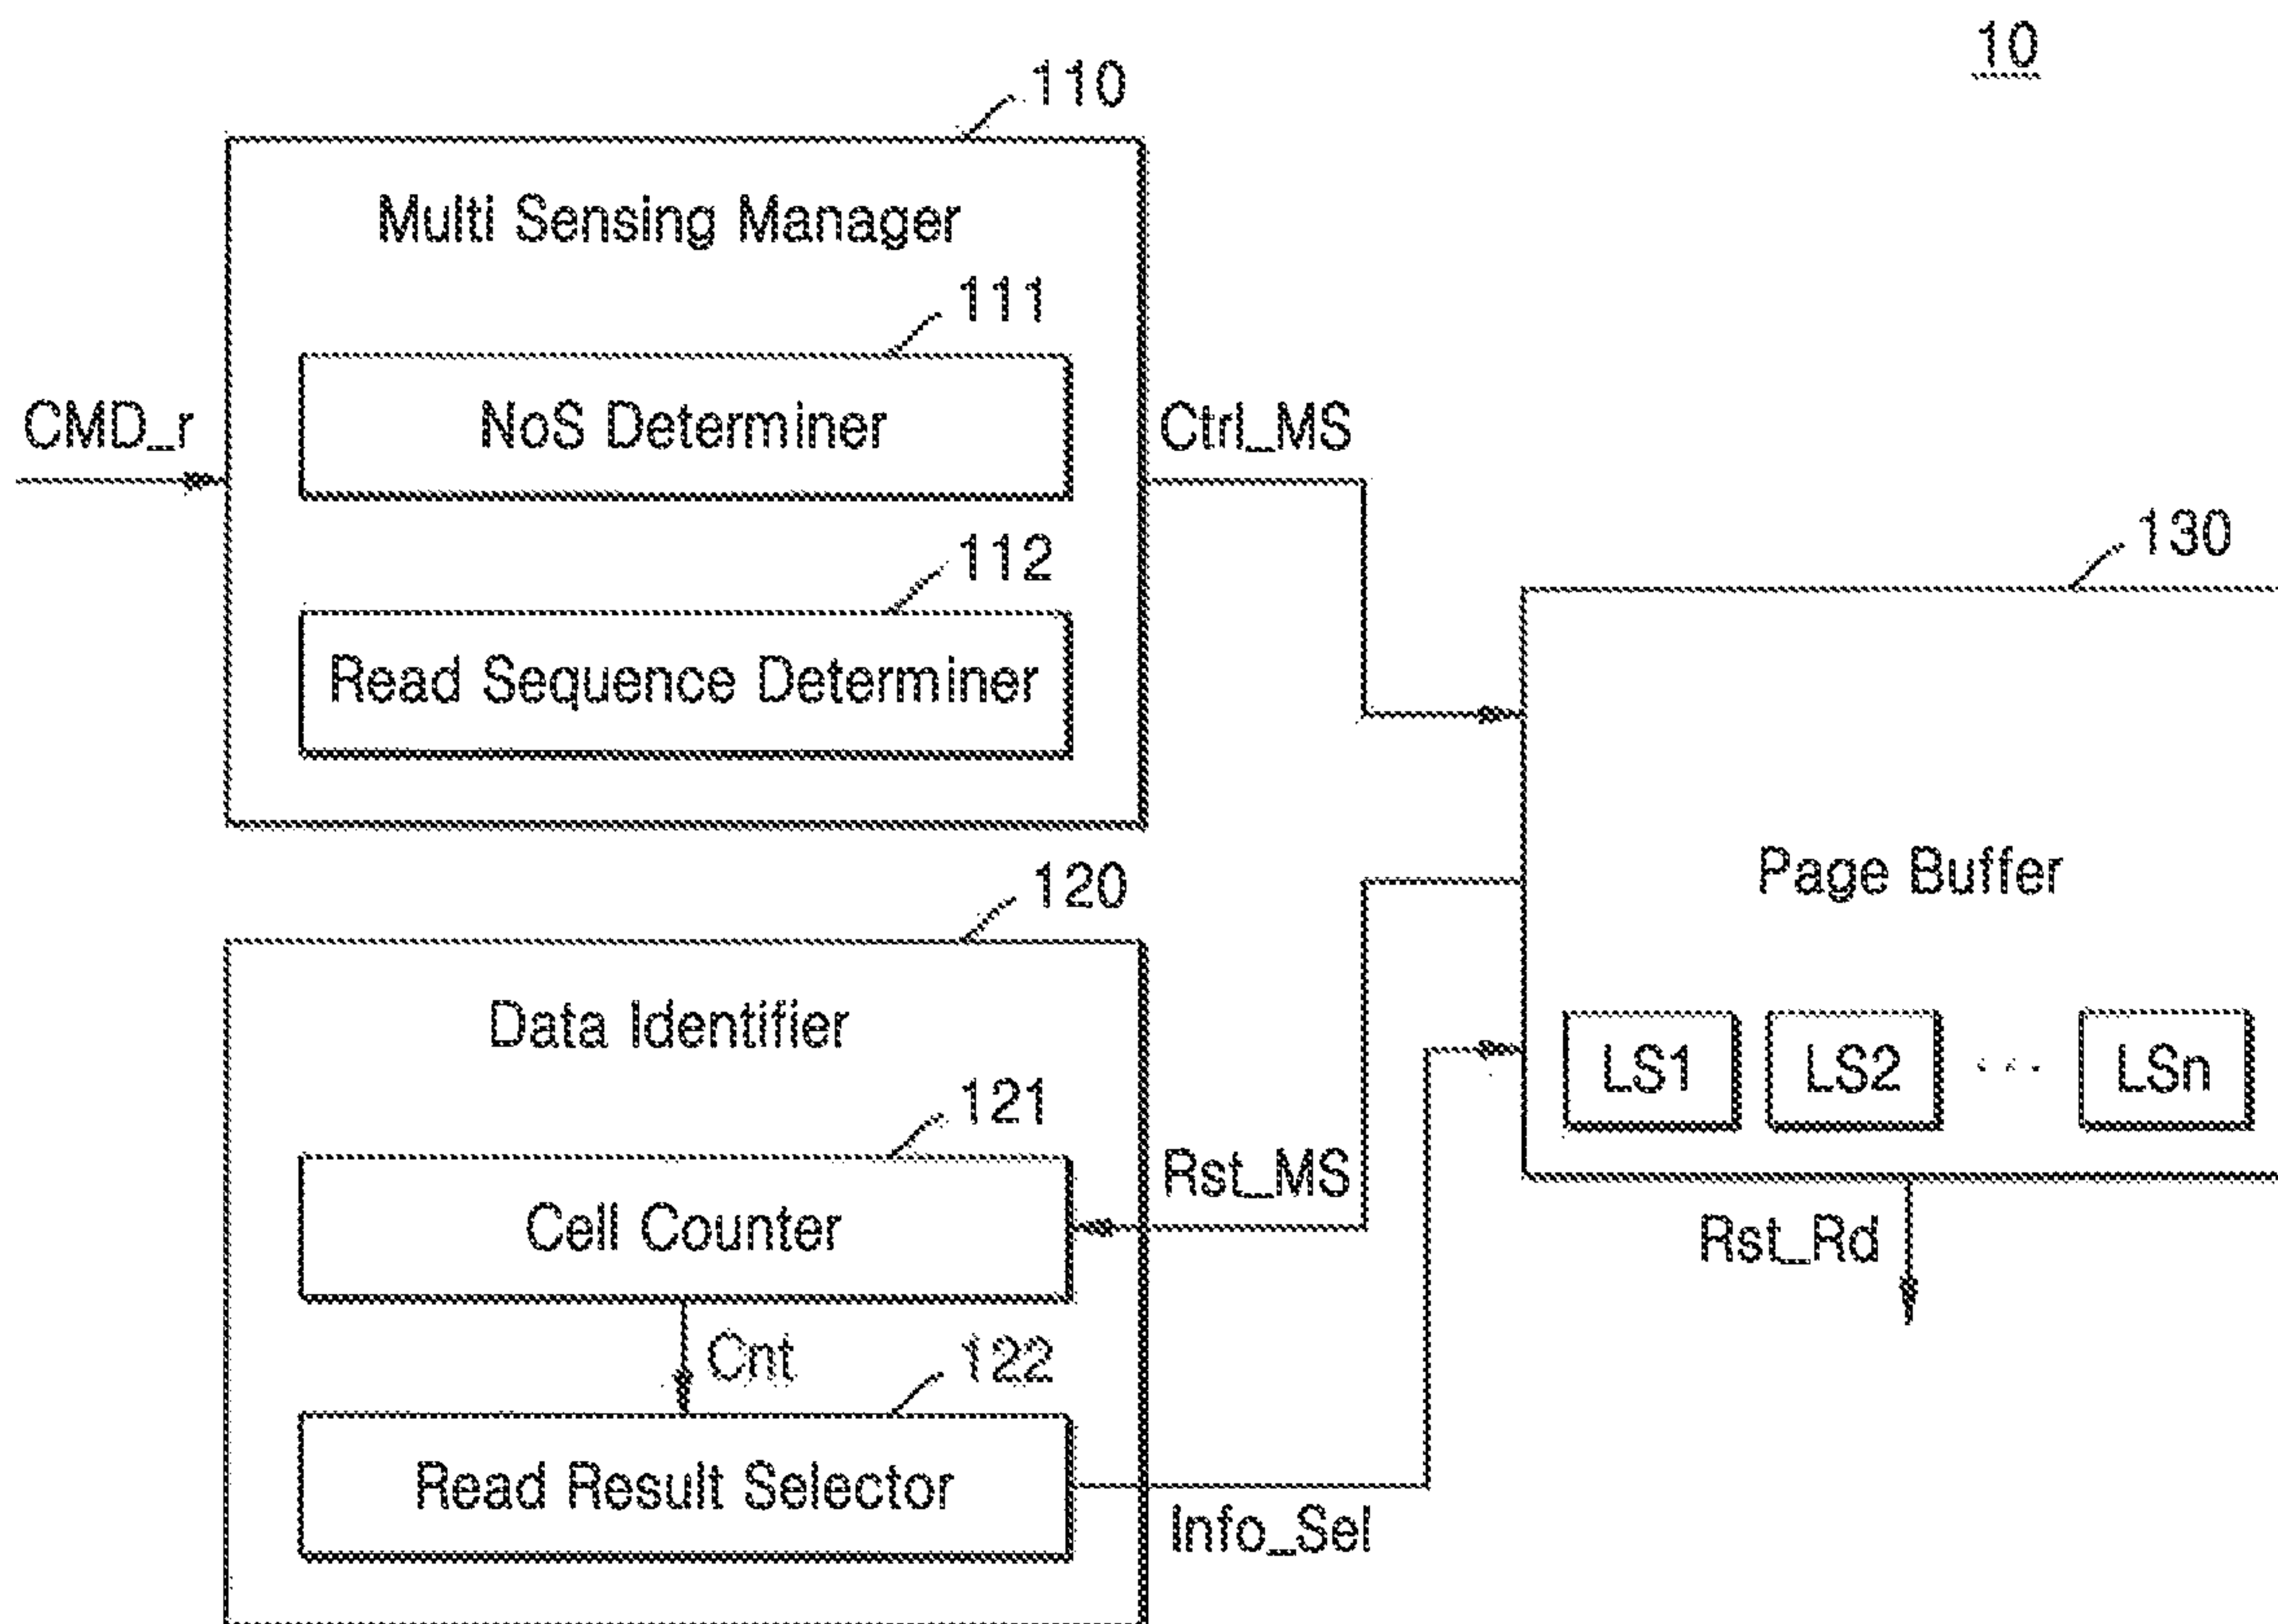 10
110
Multi Sensing Manager
111
NoS Determiner
CMD_r
Ctrl_MS
112
Read Sequence Determiner
130
Page Buffer
LS1 LS2 ... LSn
120
Data Identifier
121
Cell Counter
Rst_MS
Rst_Rd
Cnt
122
Read Result Selector
Info_Sel